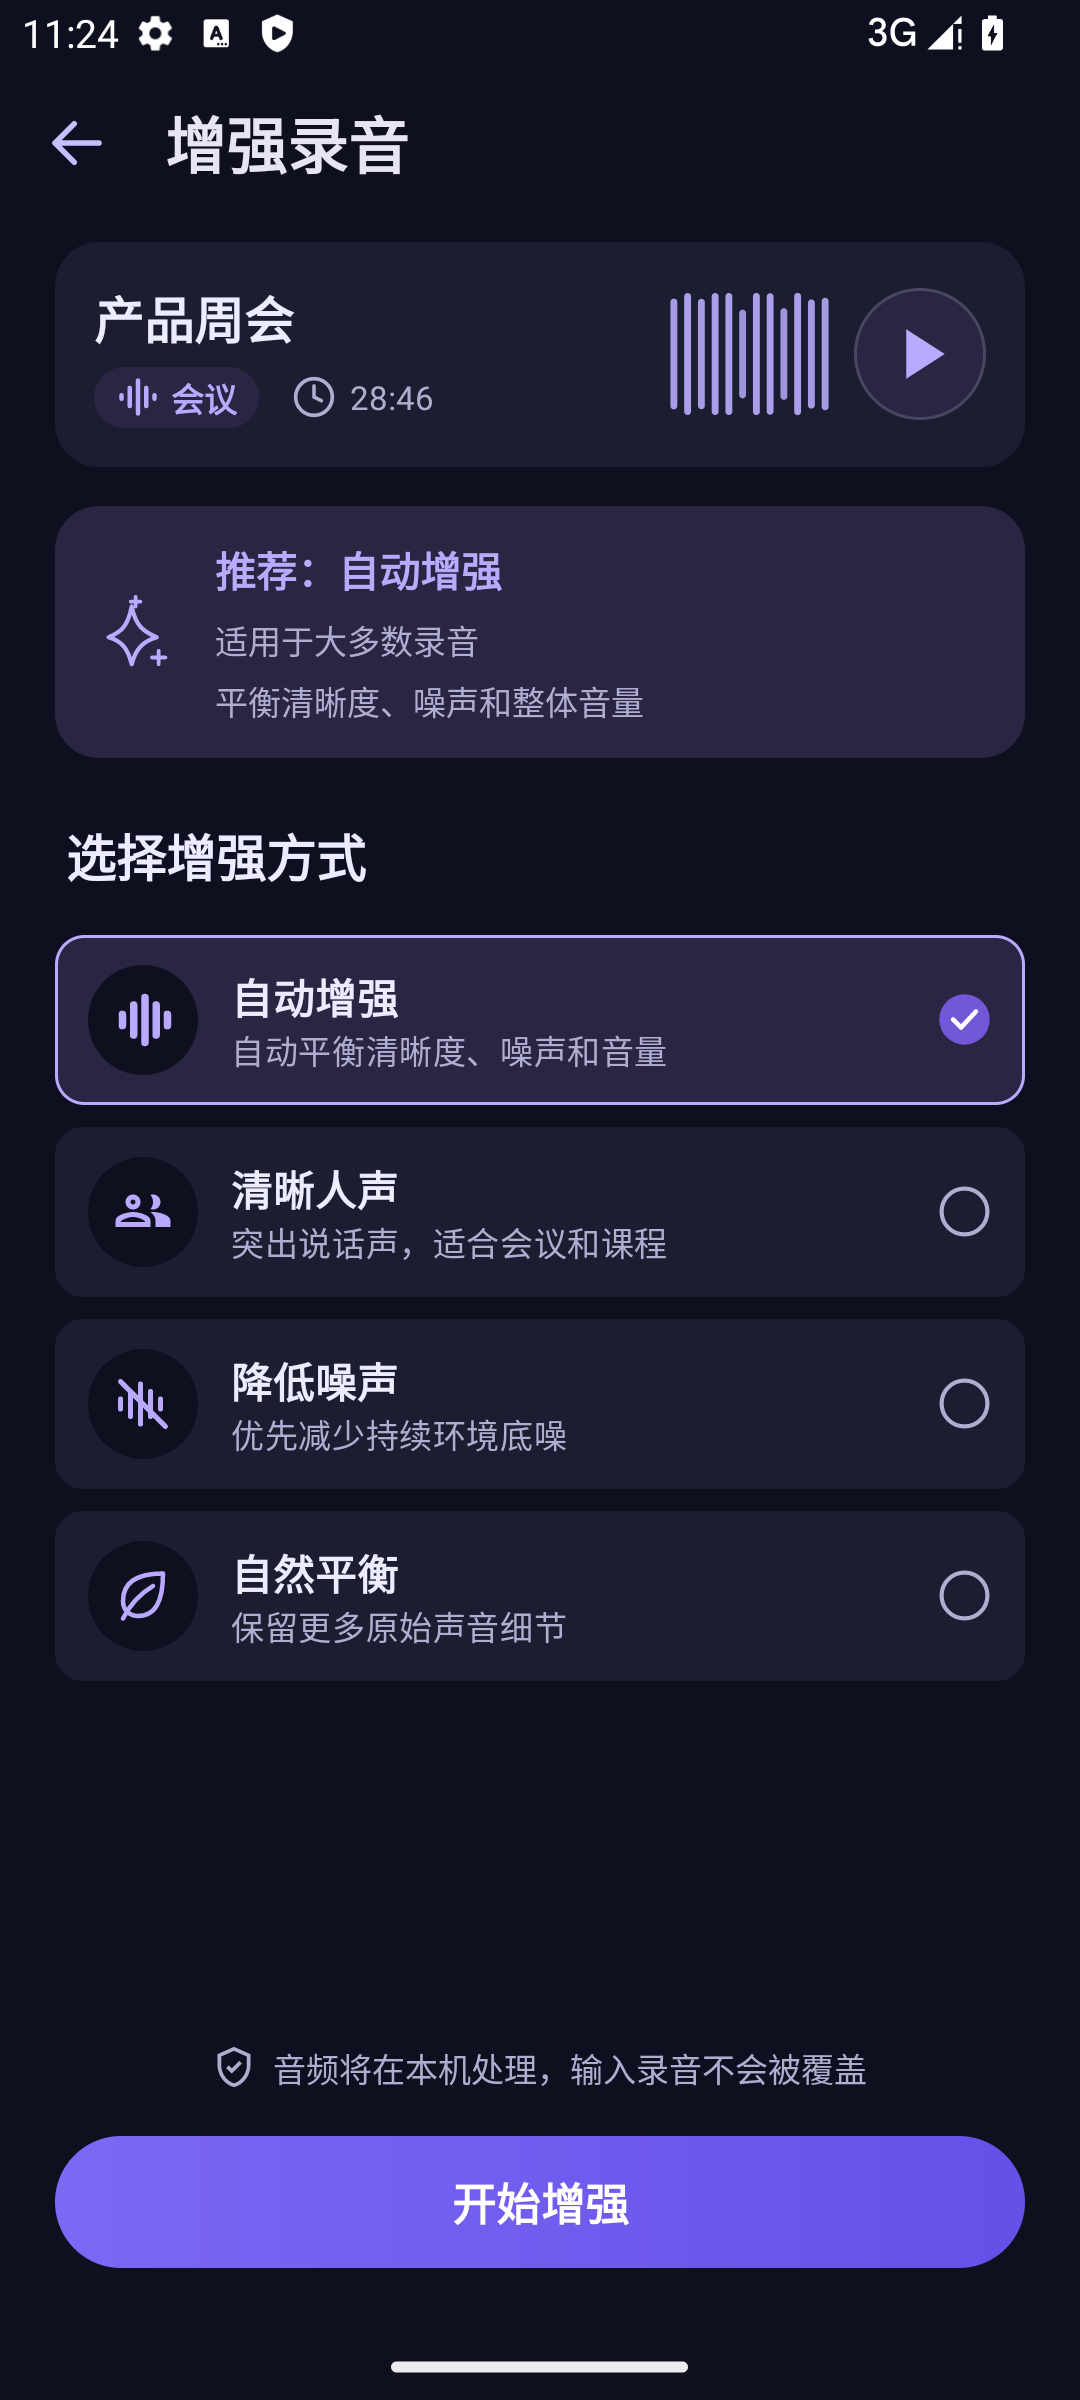 11:24
3G
增强录音
产品周会
会议
28:46
推荐：自动增强
适用于大多数录音
平衡清晰度、噪声和整体音量
选择增强方式
自动增强
自动平衡清晰度、噪声和音量
清晰人声
突出说话声，适合会议和课程
降低噪声
优先减少持续环境底噪
自然平衡
保留更多原始声音细节
音频将在本机处理，输入录音不会被覆盖
开始增强